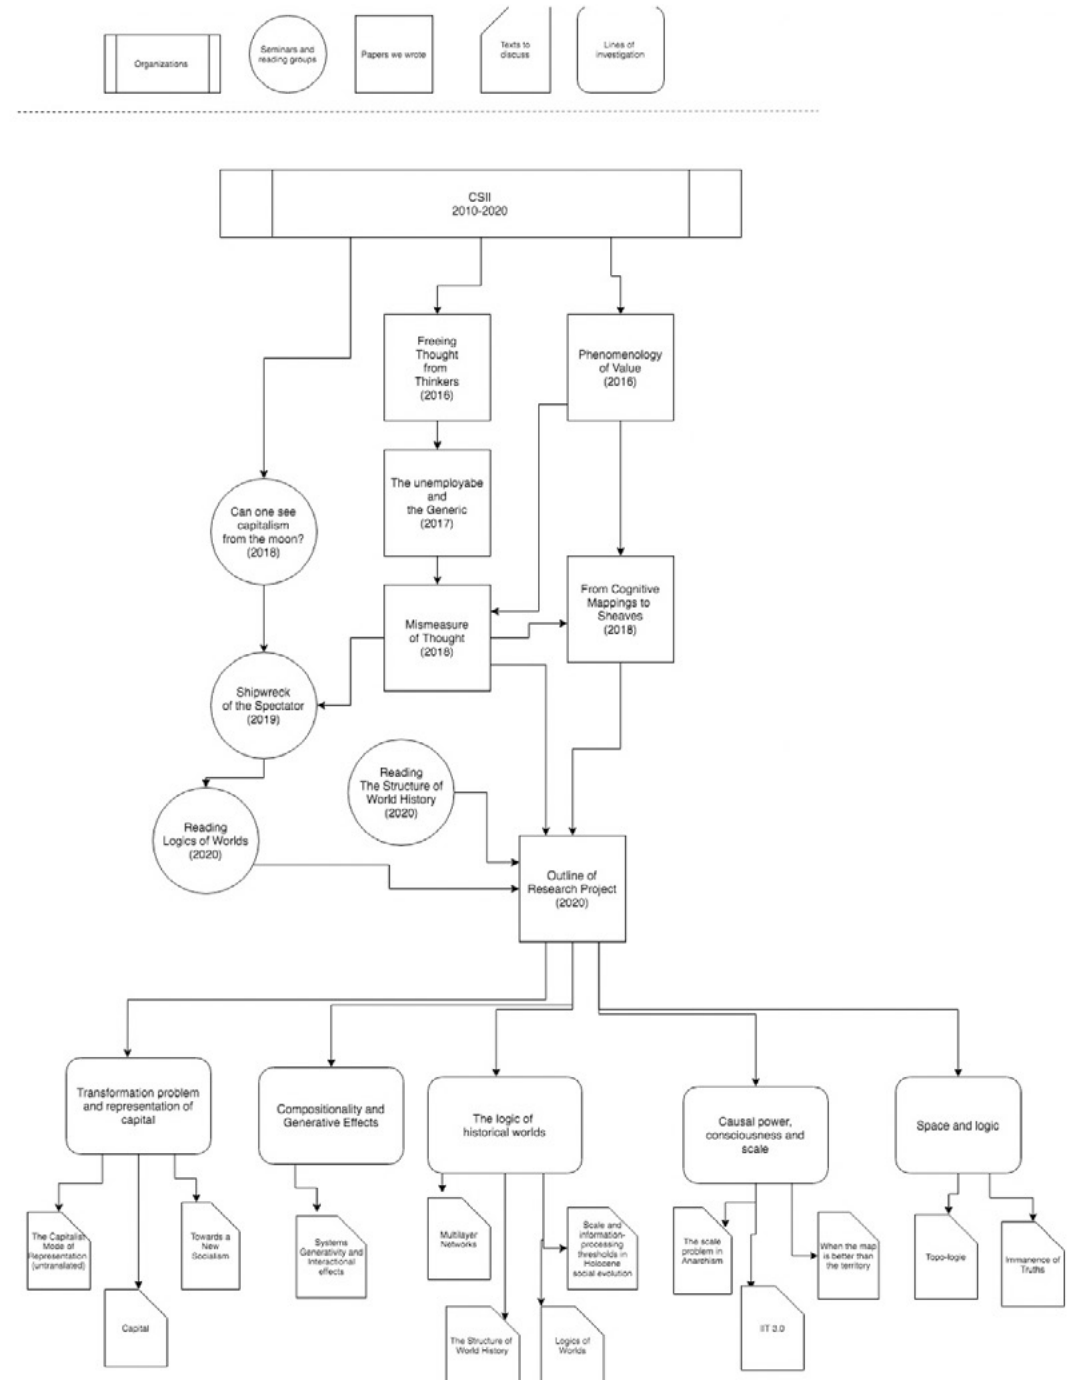 Organizations
Seminars and
reading groups
Papers we wrote
Texts to
discuss
Lines of
investigation
CSII
2010-2020
Freeing
Thought
from
Thinkers
(2016)
Phenomenology
of Value
(2016)
The unemployabe
and
the Generic
(2017)
Can one see
capitalism
from the moon?
(2018)
From Cognitive
Mappings to
Sheaves
(2018)
Mismeasure
of Thought
(2018)
Shipwreck
of the Spectator
(2019)
Reading
The Structure of
World History
(2020)
Reading
Logics of Worlds
(2020)
Outline of
Research Project
(2020)
Transformation problem
and representation of
capital
Compositionality and
Generative Effects
The logic of
historical worlds
Causal power,
consciousness and
scale
Space and logic
The Capitalist
Mode of
Representation
(untranslated)
Towards a
New
Socialism
Capital
Systems
Generativity and
Interactional
effects
Multilayer
Networks
Scale and
information-
processing
thresholds in
Holocene
social evolution
The Structure of
World History
Logics of
Worlds
The scale
problem in
Anarchism
When the map
is better than
the territory
IIT 3.0
Topo-logie
Immanence of
Truths